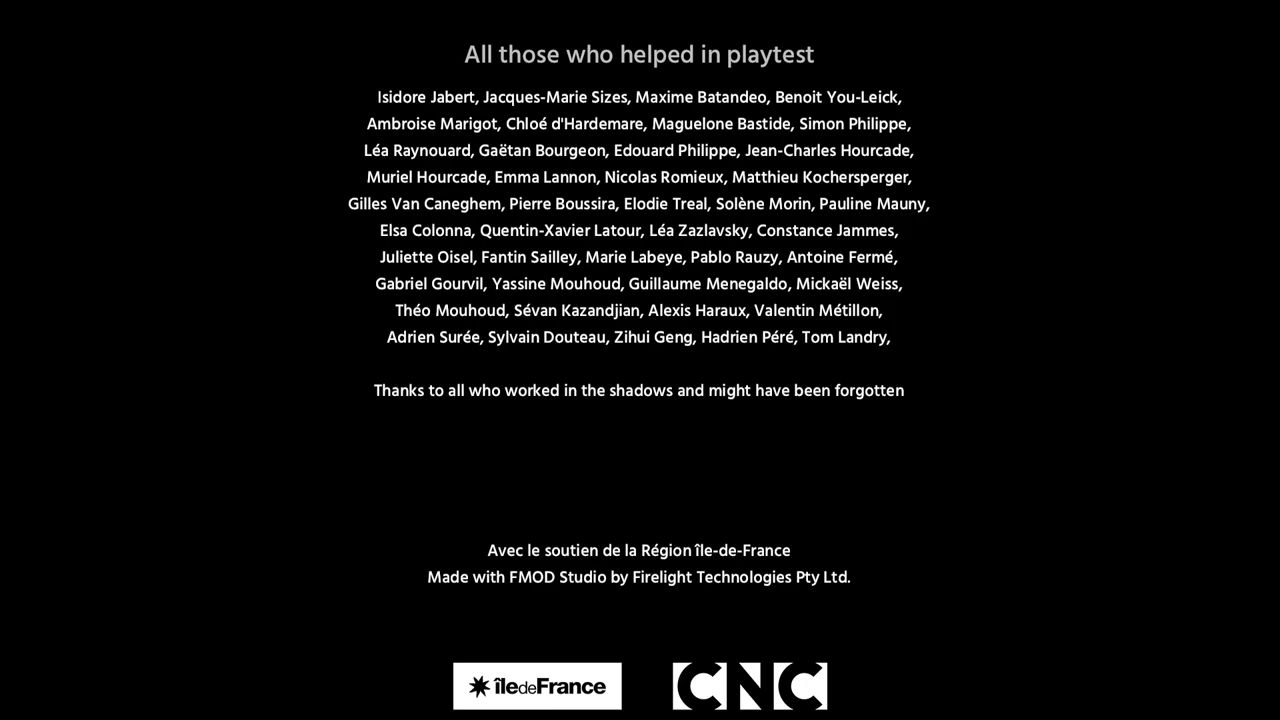 All those who helped in playtest
Isidore Jabert, Jacques-Marie Sizes, Maxime Batandeo, Benoit You-Leick,
Ambroise Marigot, Chloé d'Hardemare, Maguelone Bastide, Simon Philippe,
Léa Raynouard, Gaëtan Bourgeon, Edouard Philippe, Jean-Charles Hourcade,
Muriel Hourcade, Emma Lannon, Nicolas Romieux, Matthieu Kochersperger,
Gilles Van Caneghem, Pierre Boussira, Elodie Treal, Solène Morin, Pauline Mauny,
Elsa Colonna, Quentin-Xavier Latour, Léa Zazlavsky, Constance Jammes,
Juliette Oisel, Fantin Sailley, Marie Labeye, Pablo Rauzy, Antoine Fermé,
Gabriel Gourvil, Yassine Mouhoud, Guillaume Menegaldo, Mickaël Weiss,
Théo Mouhoud, Sévan Kazandjian, Alexis Haraux, Valentin Métillon,
Adrien Surée, Sylvain Douteau, Zihui Geng, Hadrien Péré, Tom Landry,
Thanks to all who worked in the shadows and might have been forgotten
Avec le soutien de la Région île-de-France
Made with FMOD Studio by Firelight Technologies Pty Ltd.
îledeFrance
CNC